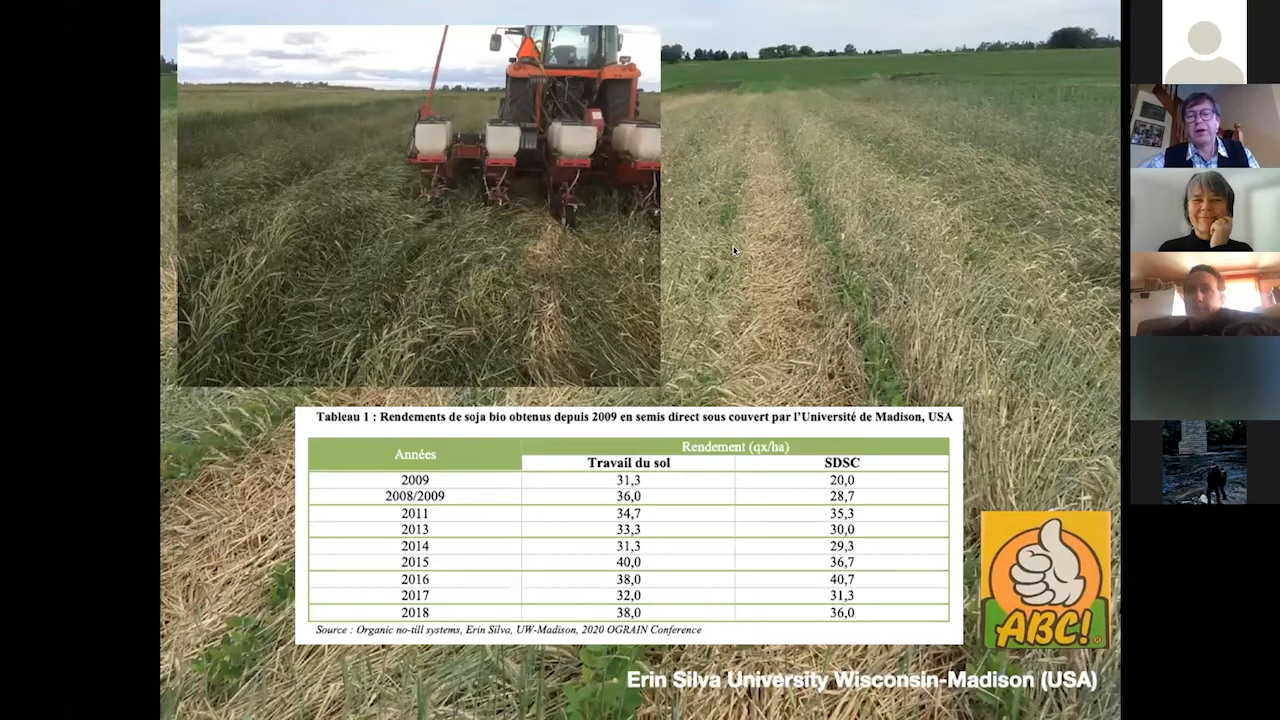 Tableau 1 : Rendements de soja bio obtenus depuis 2009 en semis direct sous couvert par l'Université de Madison, USA
Années Rendement (qx/ha)
Travail du sol SDSC
2009 31,3 20,0
2008/2009 36,0 28,7
2011 34,7 35,3
2013 33,3 30,0
2014 31,3 29,3
2015 40,0 36,7
2016 38,0 40,7
2017 32,0 31,3
2018 38,0 36,0
Source : Organic no-till systems, Erin Silva, UW-Madison, 2020 OGRAIN Conference
ABC!
Erin Silva University Wisconsin-Madison (USA)